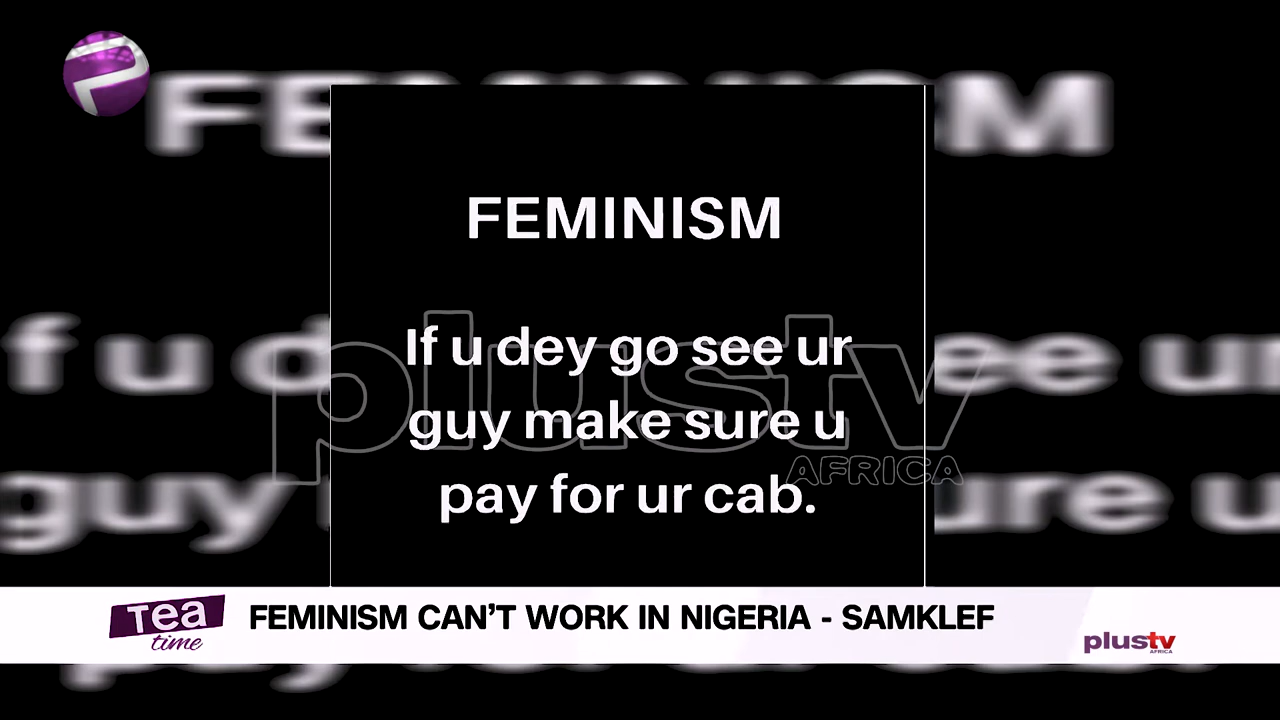 FEMINISM
If u dey go see ur
guy make sure u
pay for ur cab.
plustv
AFRICA
Tea
time
FEMINISM CAN'T WORK IN NIGERIA - SAMKLEF
plustv
AFRICA